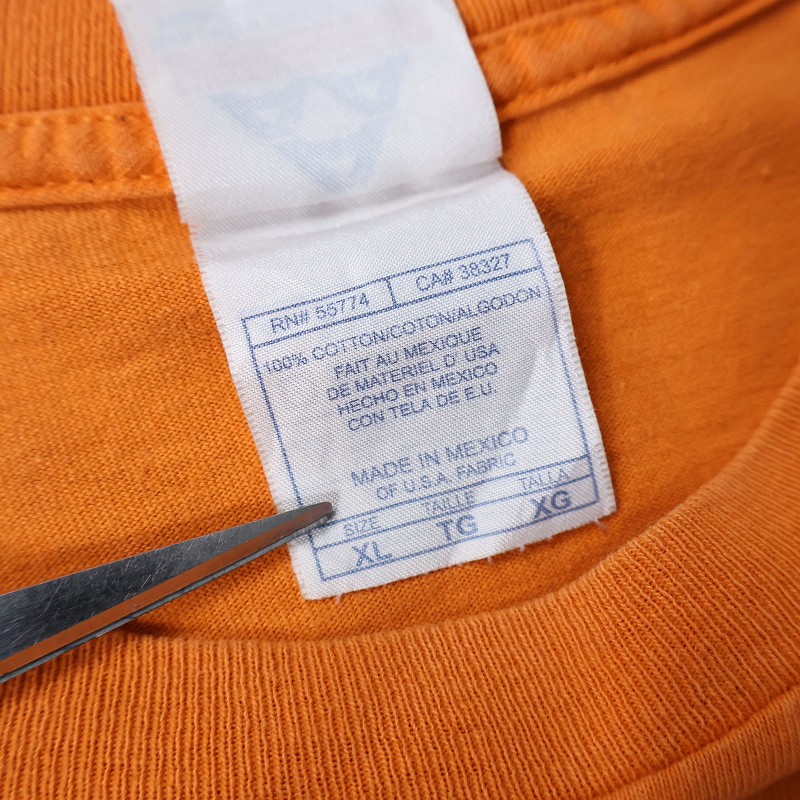 RN# 55774 CA# 38327
100% COTTON/COTON/ALGODON
FAIT AU MEXIQUE
DE MATERIEL D' USA
HECHO EN MEXICO
CON TELA DE E.U.
MADE IN MEXICO
OF U.S.A. FABRIC
SIZE TAILLE TALLA
XL TG XG